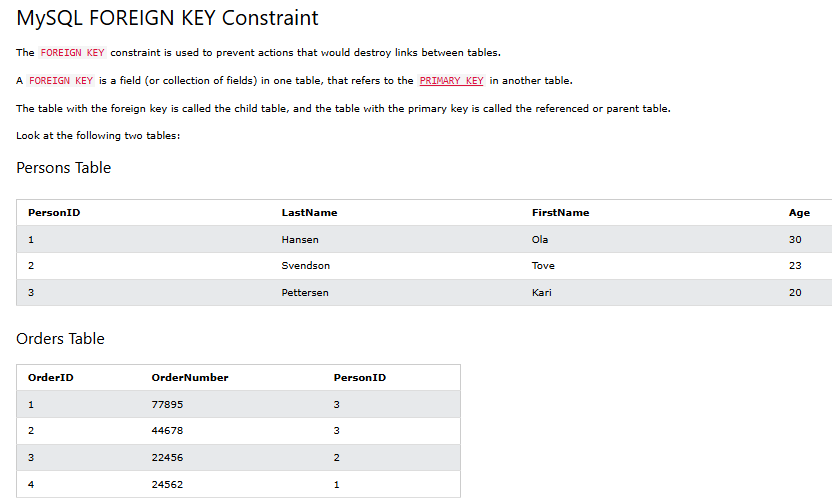 MySQL FOREIGN KEY Constraint
The FOREIGN KEY constraint is used to prevent actions that would destroy links between tables.
A FOREIGN KEY is a field (or collection of fields) in one table, that refers to the PRIMARY KEY in another table.
The table with the foreign key is called the child table, and the table with the primary key is called the referenced or parent table.
Look at the following two tables:
Persons Table
PersonID LastName FirstName Age
1 Hansen Ola 30
2 Svendson Tove 23
3 Pettersen Kari 20
Orders Table
OrderID OrderNumber PersonID
1 77895 3
2 44678 3
3 22456 2
4 24562 1